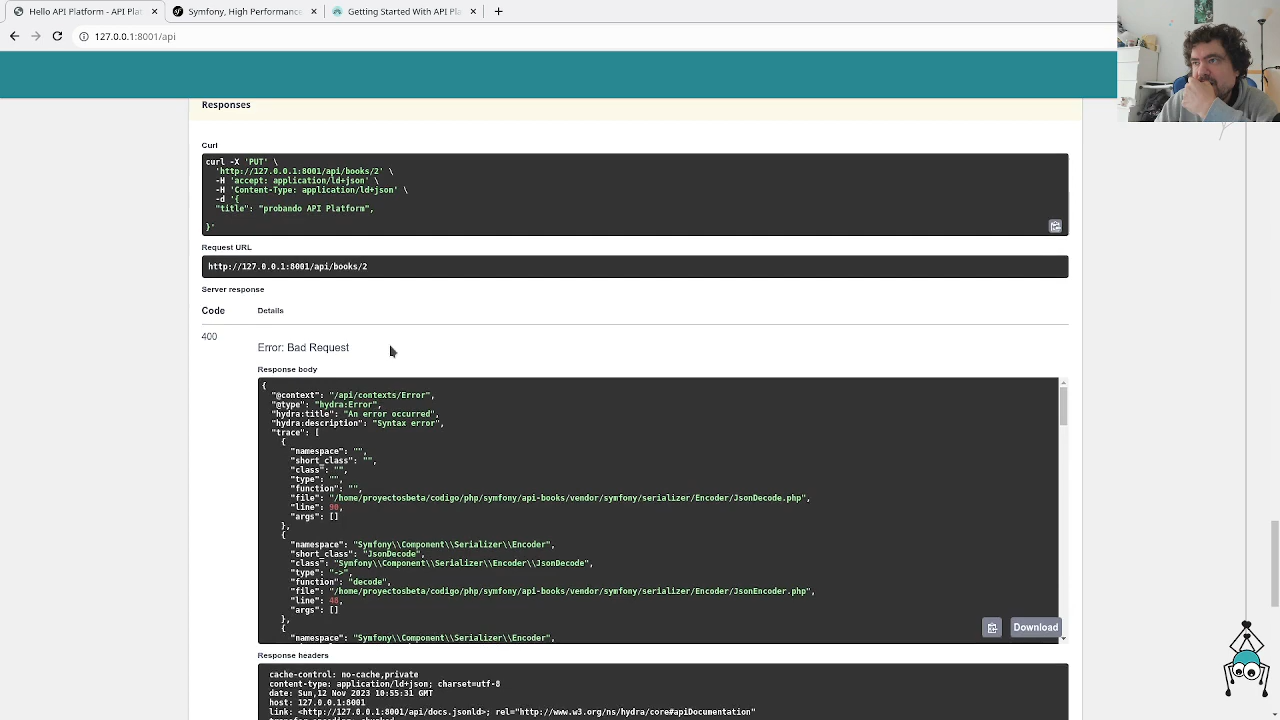 Hello API Platform - API Plat
Symfony, High Performance
Getting Started With API Pla
127.0.0.1:8001/api
Responses
Curl
curl -X 'PUT' \
'http://127.0.0.1:8001/api/books/2' \
-H 'accept: application/ld+json' \
-H 'Content-Type: application/ld+json' \
-d '{
"title": "probando API Platform",
}'
Request URL
http://127.0.0.1:8001/api/books/2
Server response
Code Details
400
Error: Bad Request
Response body
{
"@context": "/api/contexts/Error",
"@type": "hydra:Error",
"hydra:title": "An error occurred",
"hydra:description": "Syntax error",
"trace": [
{
"namespace": "",
"short_class": "",
"class": "",
"type": "",
"function": "",
"file": "/home/proyectosbeta/codigo/php/symfony/api-books/vendor/symfony/serializer/Encoder/JsonDecode.php",
"line": 90,
"args": []
},
{
"namespace": "Symfony\\Component\\Serializer\\Encoder",
"short_class": "JsonDecode",
"class": "Symfony\\Component\\Serializer\\Encoder\\JsonDecode",
"type": "->",
"function": "decode",
"file": "/home/proyectosbeta/codigo/php/symfony/api-books/vendor/symfony/serializer/Encoder/JsonEncoder.php",
"line": 48,
"args": []
},
{
"namespace": "Symfony\\Component\\Serializer\\Encoder",
Download
Response headers
cache-control: no-cache,private
content-type: application/ld+json; charset=utf-8
date: Sun,12 Nov 2023 10:55:31 GMT
host: 127.0.0.1:8001
link: <http://127.0.0.1:8001/api/docs.jsonld>; rel="http://www.w3.org/ns/hydra/core#apiDocumentation"